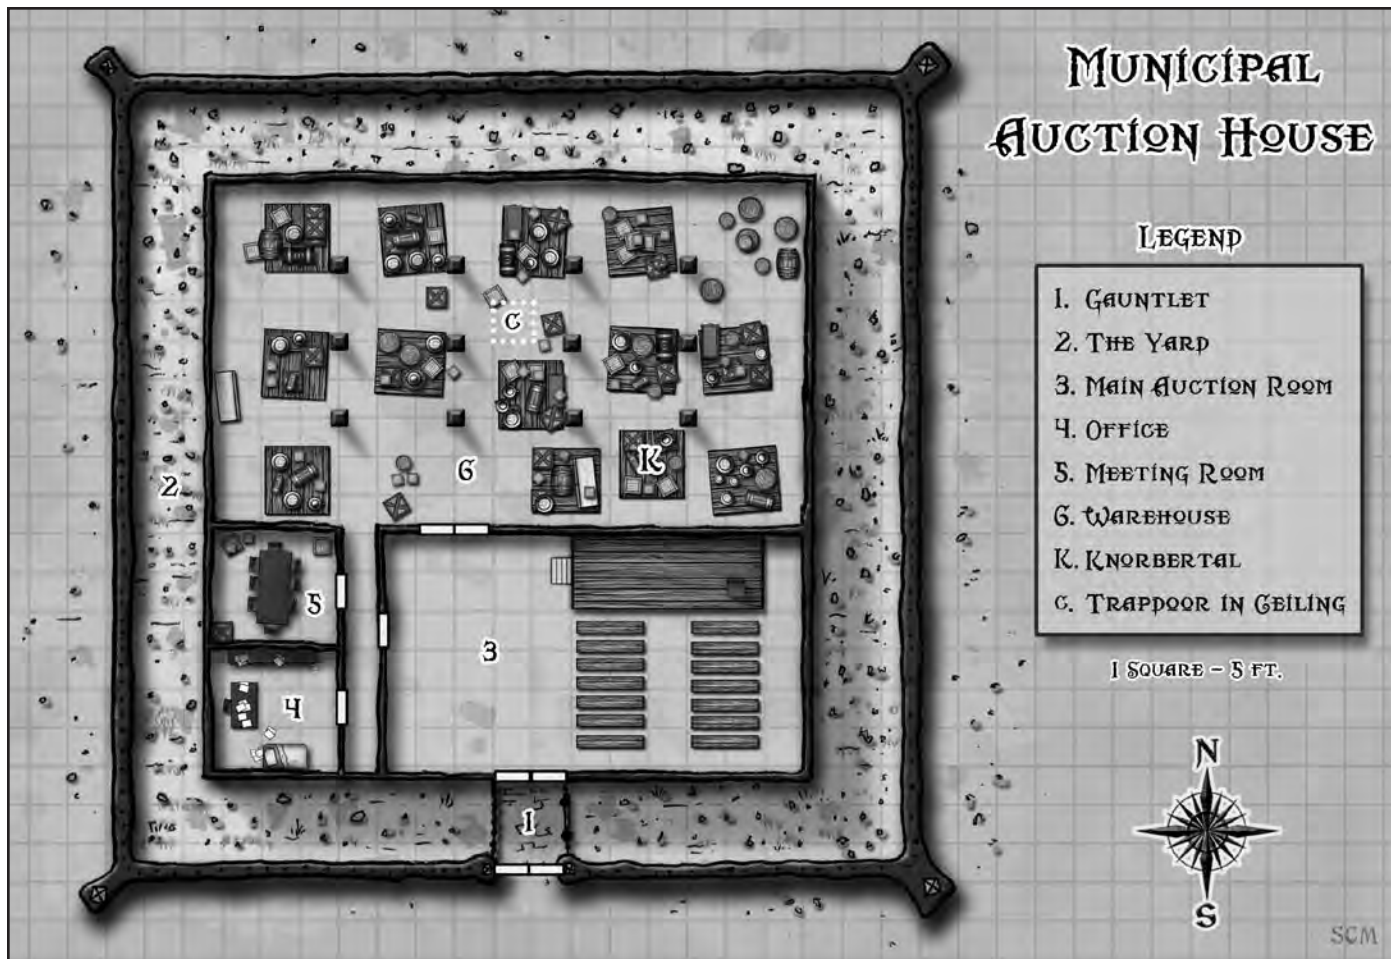 Municipal
Auction House
Legend
1. Gauntlet
2. The Yard
3. Main Auction Room
4. Office
5. Meeting Room
6. Warehouse
K. Knorbertal
C. Trapdoor in Ceiling
1 Square – 5 ft.
C
K
6
2
5
3
4
1
N
S
SCM